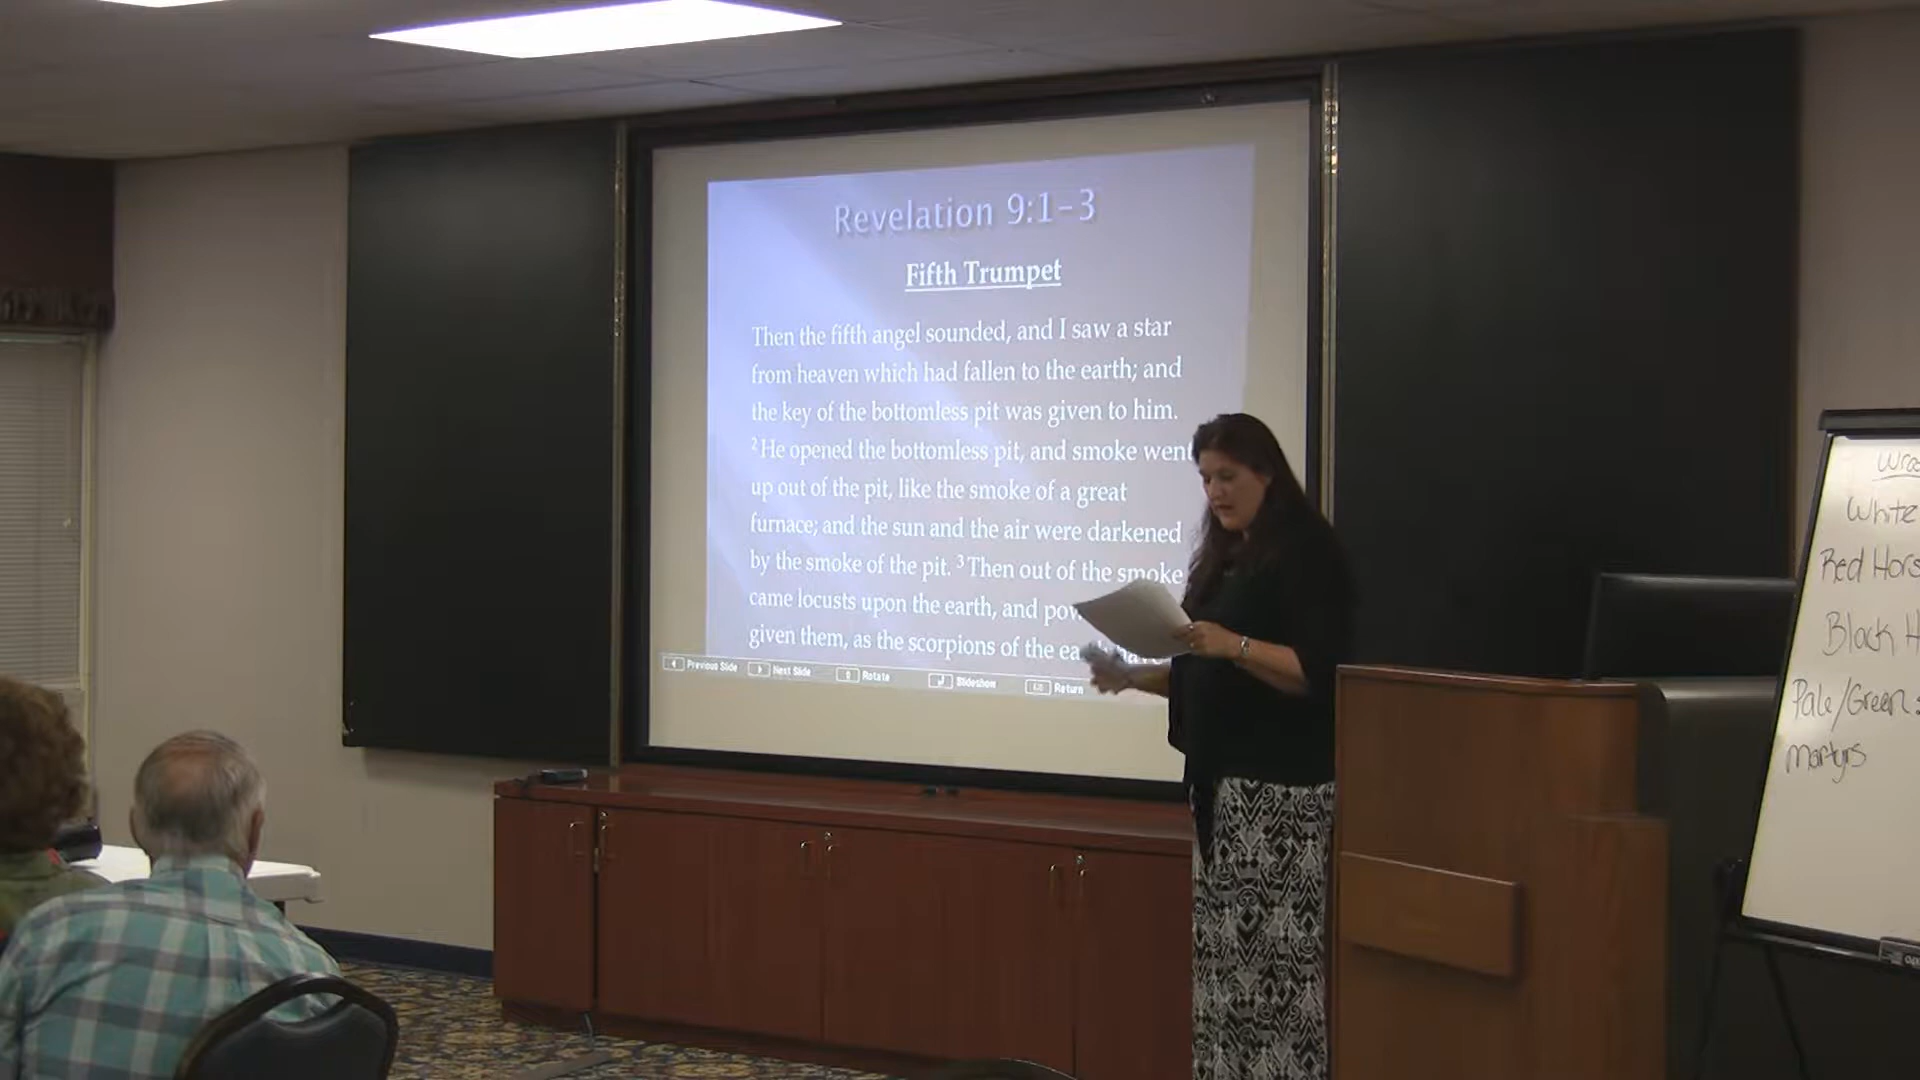 Revelation 9:1-3
Fifth Trumpet
Then the fifth angel sounded, and I saw a star
from heaven which had fallen to the earth; and
the key of the bottomless pit was given to him.
2 He opened the bottomless pit, and smoke went
up out of the pit, like the smoke of a great
furnace; and the sun and the air were darkened
by the smoke of the pit. 3 Then out of the smoke
came locusts upon the earth, and
given them, as the scorpions of the
Previous Slide Next Slide Rotate Slideshow Return
White
Red
Black
Pale/Green
martyrs